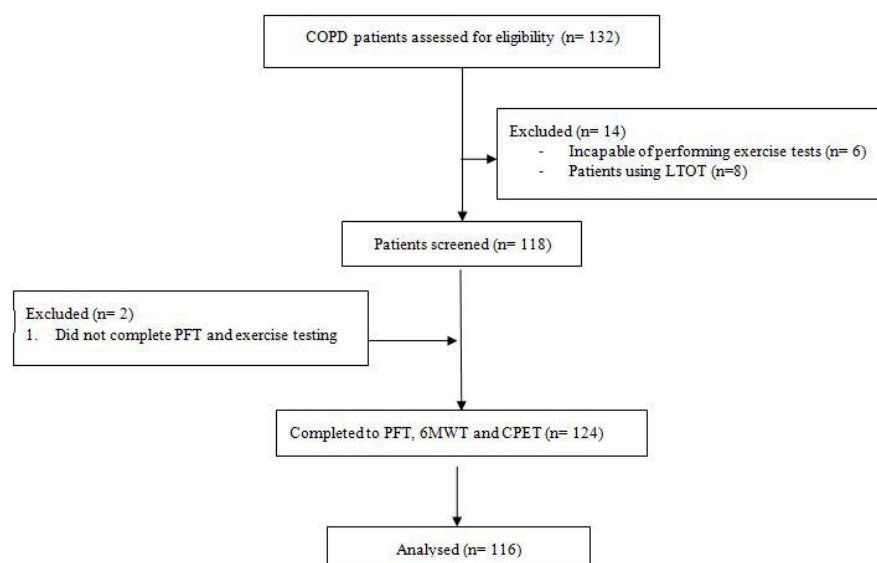 COPD patients assessed for eligibility (n= 132)
Excluded (n= 14)
- Incapable of performing exercise tests (n= 6)
- Patients using LTOT (n=8)
Patients screened (n= 118)
Excluded (n= 2)
1. Did not complete PFT and exercise testing
Completed to PFT, 6MWT and CPET (n= 124)
Analysed (n= 116)